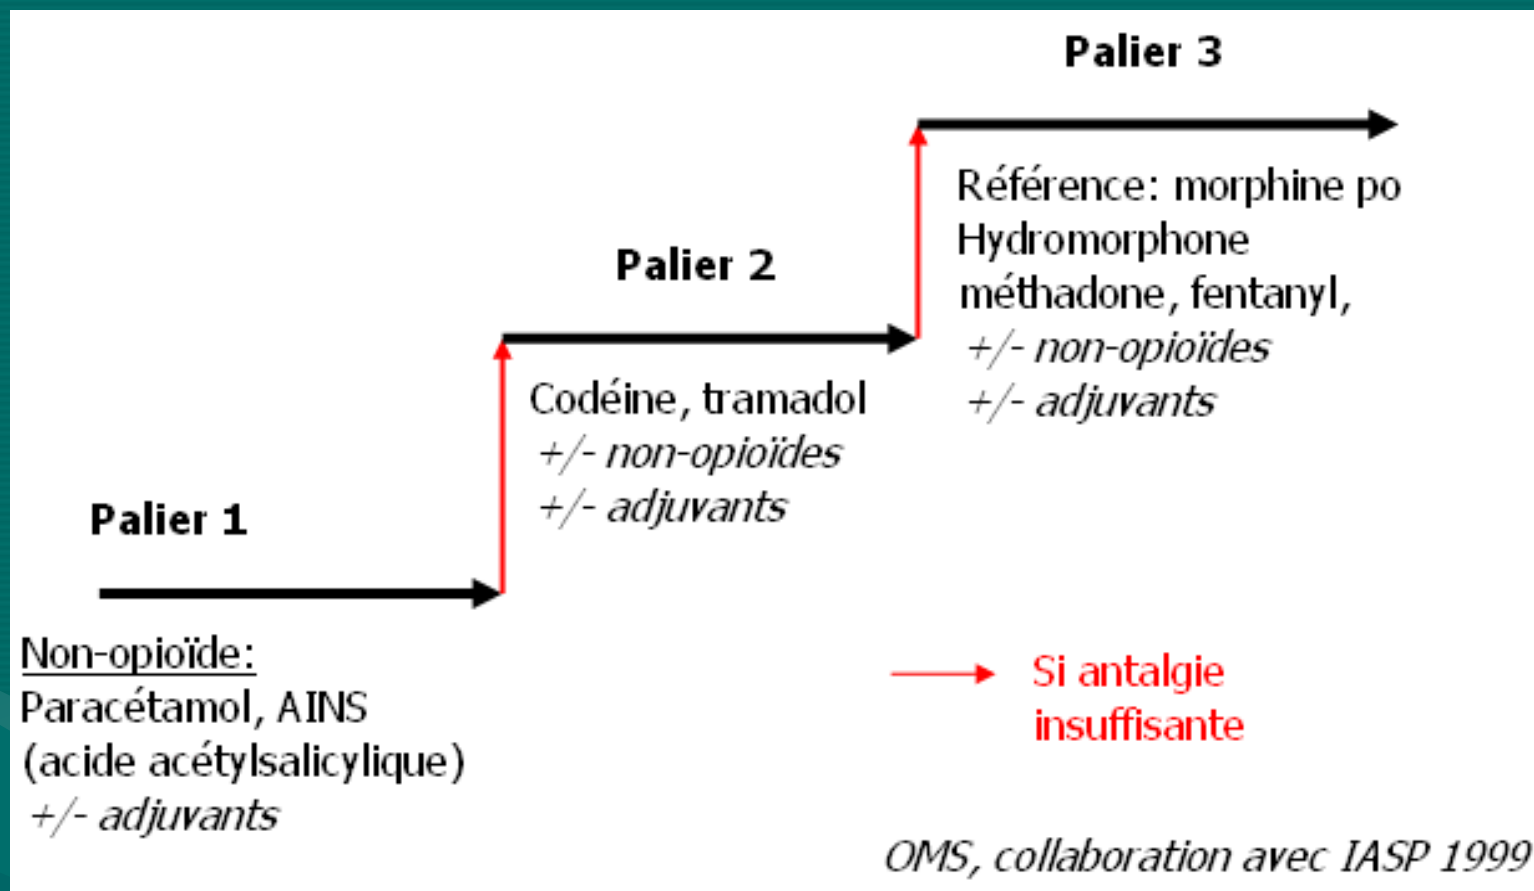 Palier 1
Non-opioïde:
Paracétamol, AINS
(acide acétylsalicylique)
+/- adjuvants
Palier 2
Codéine, tramadol
+/- non-opioïdes
+/- adjuvants
Palier 3
Référence: morphine po
Hydromorphone
méthadone, fentanyl,
+/- non-opioïdes
+/- adjuvants
Si antalgie
insuffisante
OMS, collaboration avec IASP 1999